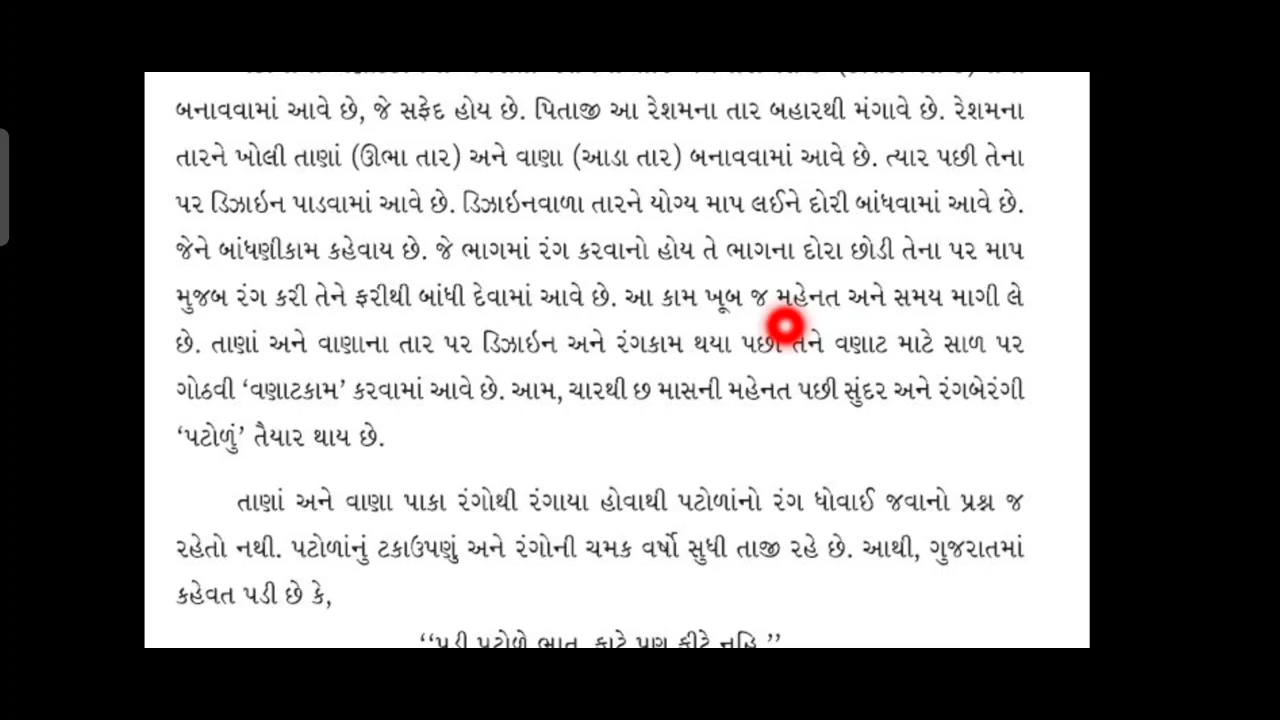 બનાવવામાં આવે છે, જે સફેદ હોય છે. પિતાજી આ રેશમના તાર બહારથી મંગાવે છે. રેશમના
તારને ખોલી તાણાં (ઊભા તાર) અને વાણા (આડા તાર) બનાવવામાં આવે છે. ત્યાર પછી તેના
પર ડિઝાઇન પાડવામાં આવે છે. ડિઝાઇનવાળા તારને યોગ્ય માપ લઈને દોરી બાંધવામાં આવે છે.
જેને બાંધણીકામ કહેવાય છે. જે ભાગમાં રંગ કરવાનો હોય તે ભાગના દોરા છોડી તેના પર માપ
મુજબ રંગ કરી તેને ફરીથી બાંધી દેવામાં આવે છે. આ કામ ખૂબ જ મહેનત અને સમય માગી લે
છે. તાણાં અને વાણાના તાર પર ડિઝાઇન અને રંગકામ થયા પછી તેને વણાટ માટે સાળ પર
ગોઠવી ‘વણાટકામ’ કરવામાં આવે છે. આમ, ચારથી છ માસની મહેનત પછી સુંદર અને રંગબેરંગી
‘પટોળું’ તૈયાર થાય છે.
તાણાં અને વાણા પાકા રંગોથી રંગાયા હોવાથી પટોળાંનો રંગ ધોવાઈ જવાનો પ્રશ્ન જ
રહેતો નથી. પટોળાંનું ટકાઉપણું અને રંગોની ચમક વર્ષો સુધી તાજી રહે છે. આથી, ગુજરાતમાં
કહેવત પડી છે કે,
‘‘પડી પટોળે ભાત, ફાટે પણ ફીટે નહિ.’’